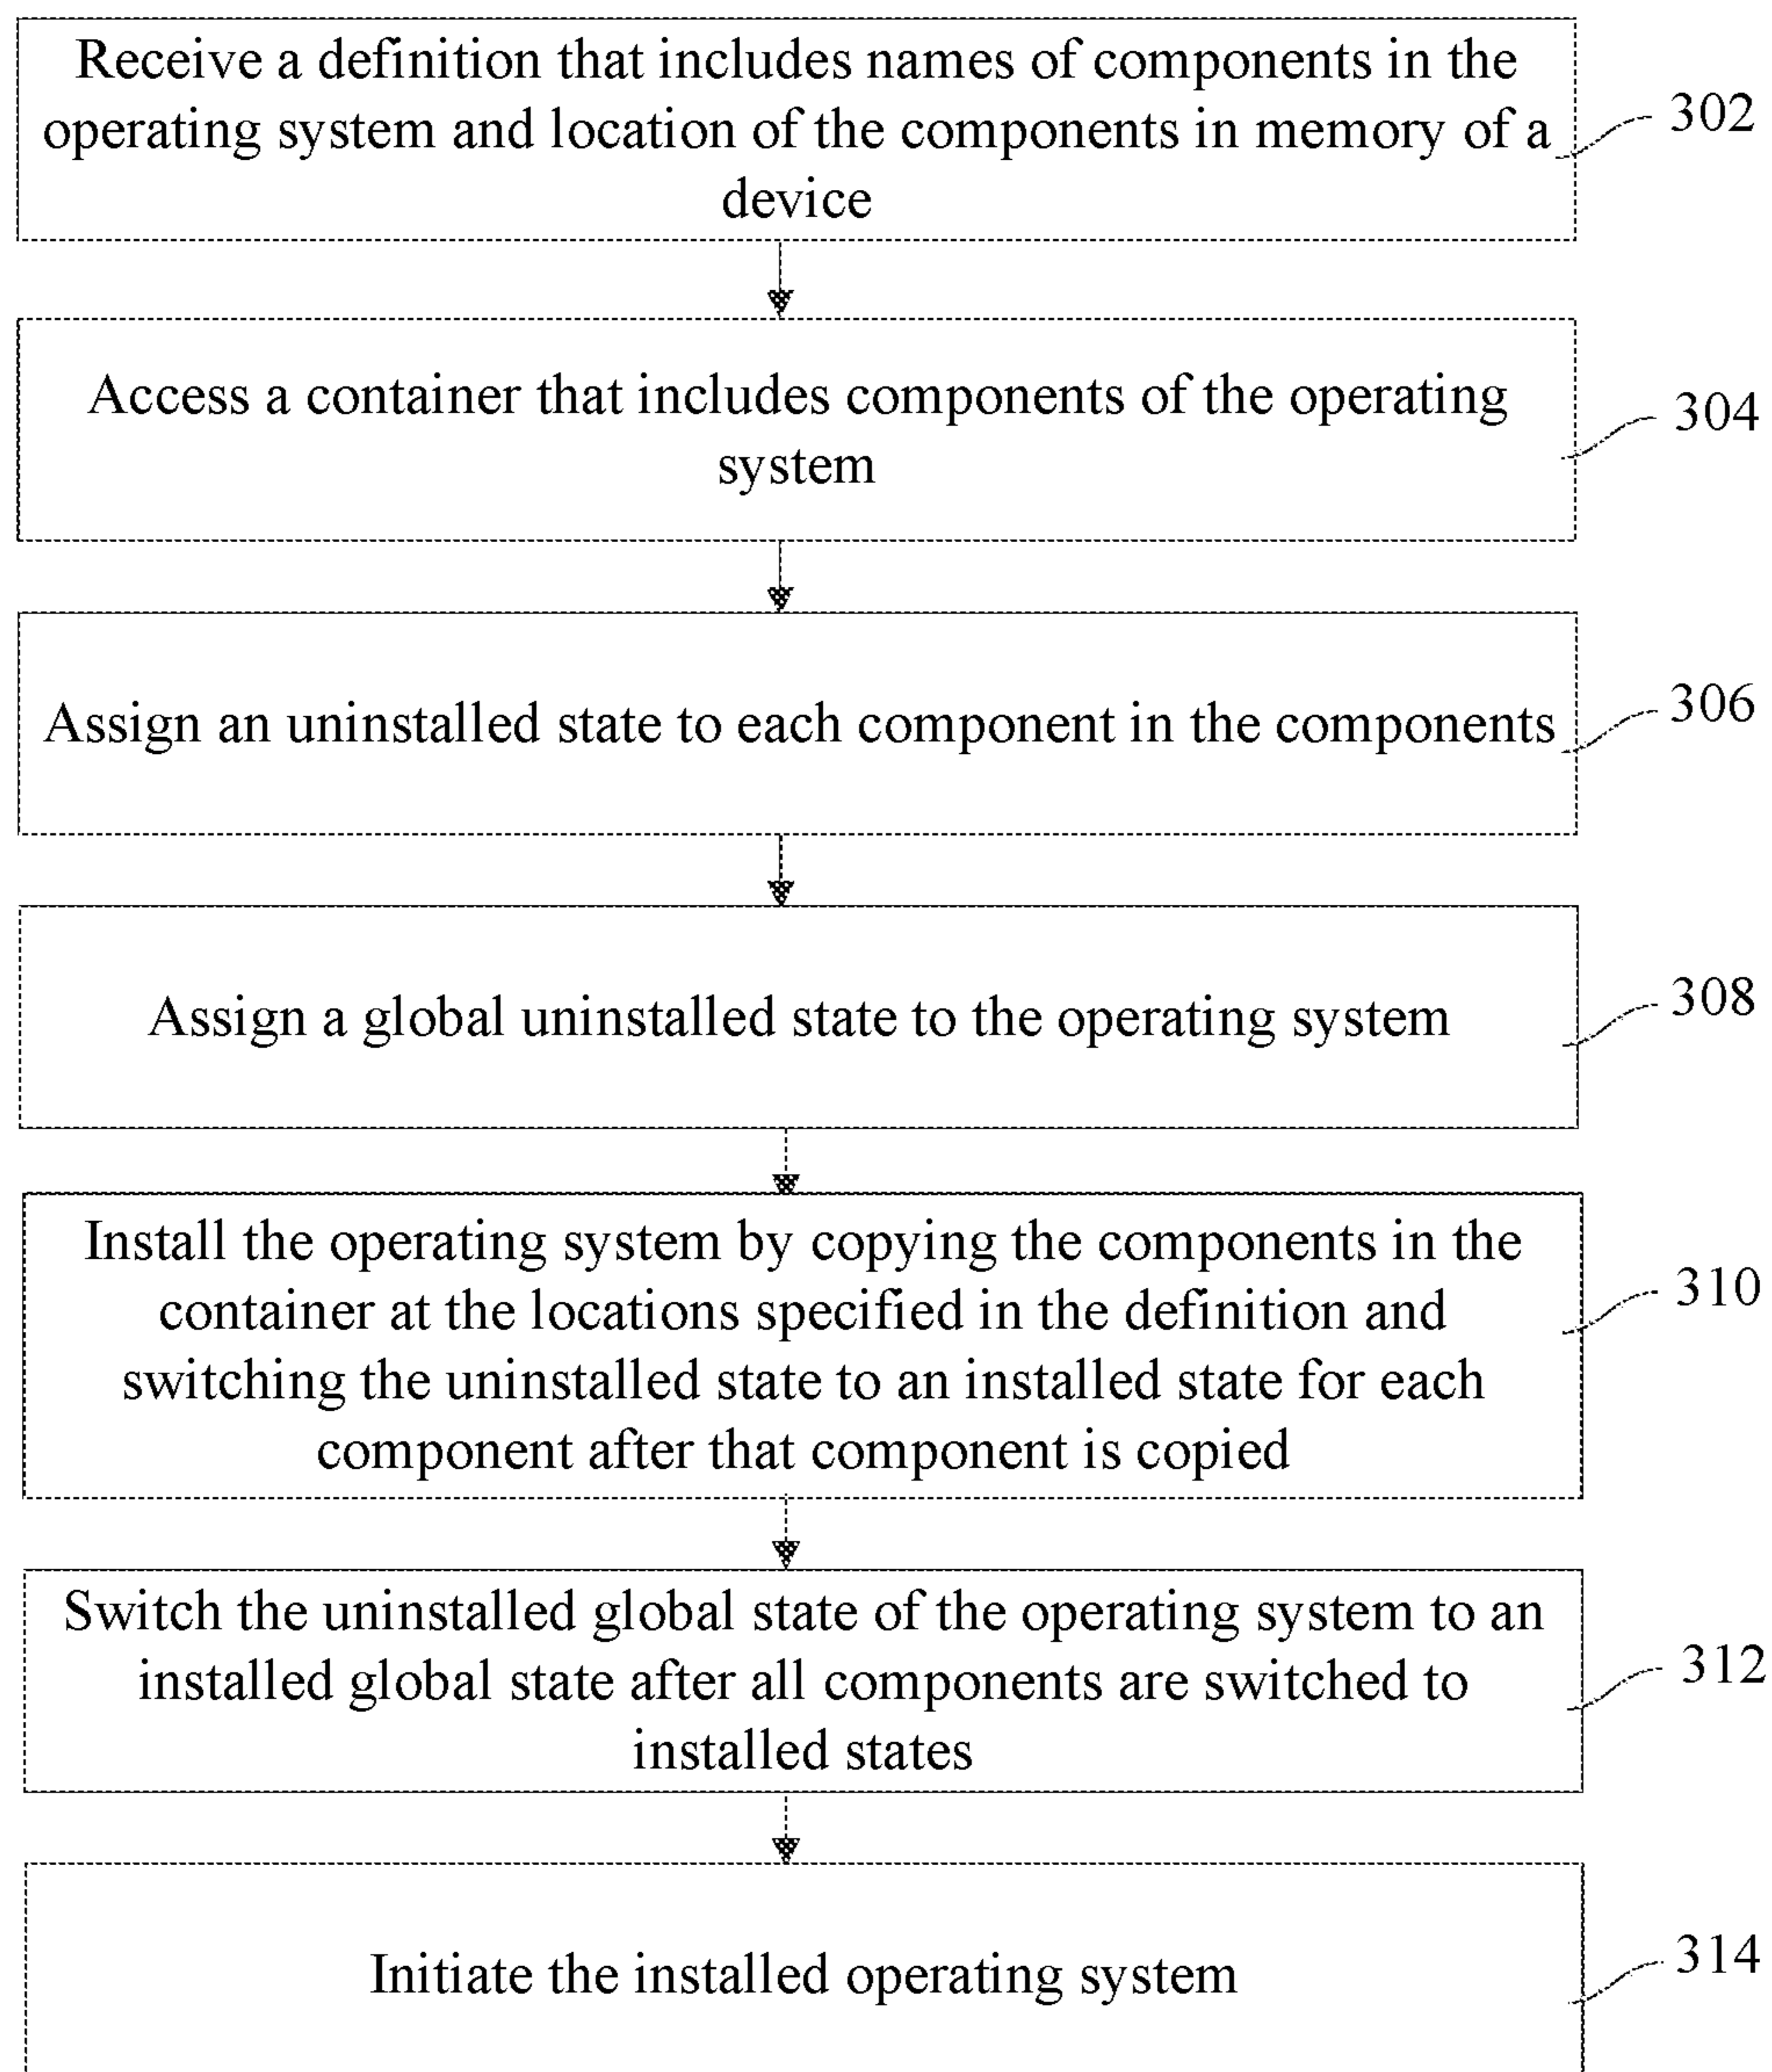 Receive a definition that includes names of components in the
operating system and location of the components in memory of a
device
302
Access a container that includes components of the operating
system
304
Assign an uninstalled state to each component in the components
306
Assign a global uninstalled state to the operating system
308
Install the operating system by copying the components in the
container at the locations specified in the definition and
switching the uninstalled state to an installed state for each
component after that component is copied
310
Switch the uninstalled global state of the operating system to an
installed global state after all components are switched to
installed states
312
Initiate the installed operating system
314